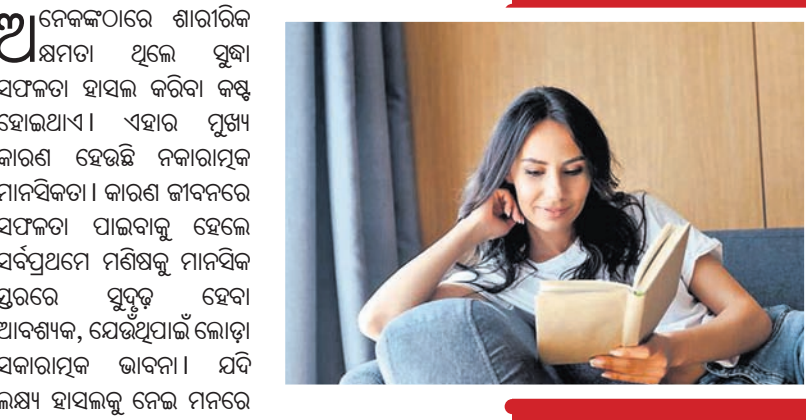 ଅନେକଙ୍କଠାରେ ଶାରୀରିକ
କ୍ଷମତା ଥିଲେ ସୁଦ୍ଧା
ସଫଳତା ହାସଲ କରିବା କଷ୍ଟ
ହୋଇଥାଏ। ଏହାର ମୁଖ୍ୟ
କାରଣ ହେଉଛି ନକାରାତ୍ମକ
ମାନସିକତା। କାରଣ ଜୀବନରେ
ସଫଳତା ପାଇବାକୁ ହେଲେ
ସର୍ବପ୍ରଥମେ ମଣିଷକୁ ମାନସିକ
ସ୍ତରରେ ସୁଦୃଢ଼ ହେବା
ଆବଶ୍ୟକ, ଯେଉଁଥିପାଇଁ ଲୋଡ଼ା
ସକାରାତ୍ମକ ଭାବନା। ଯଦି
ଲକ୍ଷ୍ୟ ହାସଲକୁ ନେଇ ମନରେ